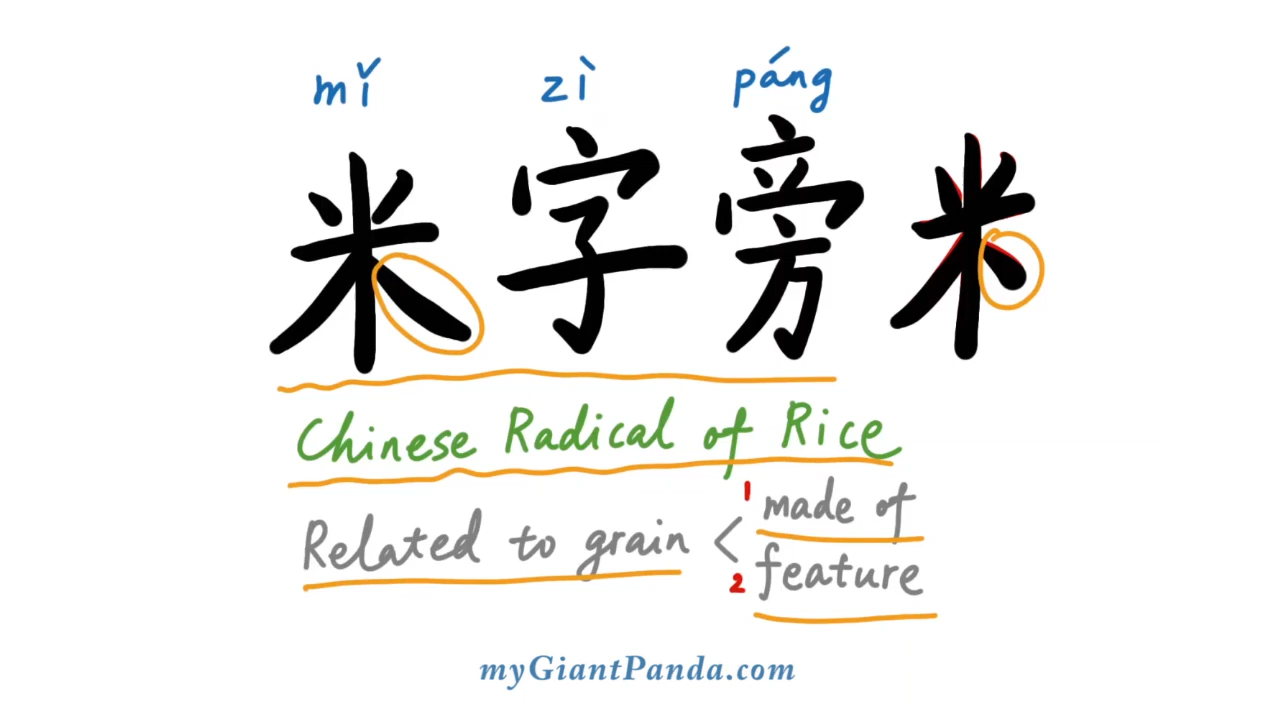 mǐ zì páng
米字旁 米
Chinese Radical of Rice
Related to grain < 1 made of
2 feature
myGiantPanda.com